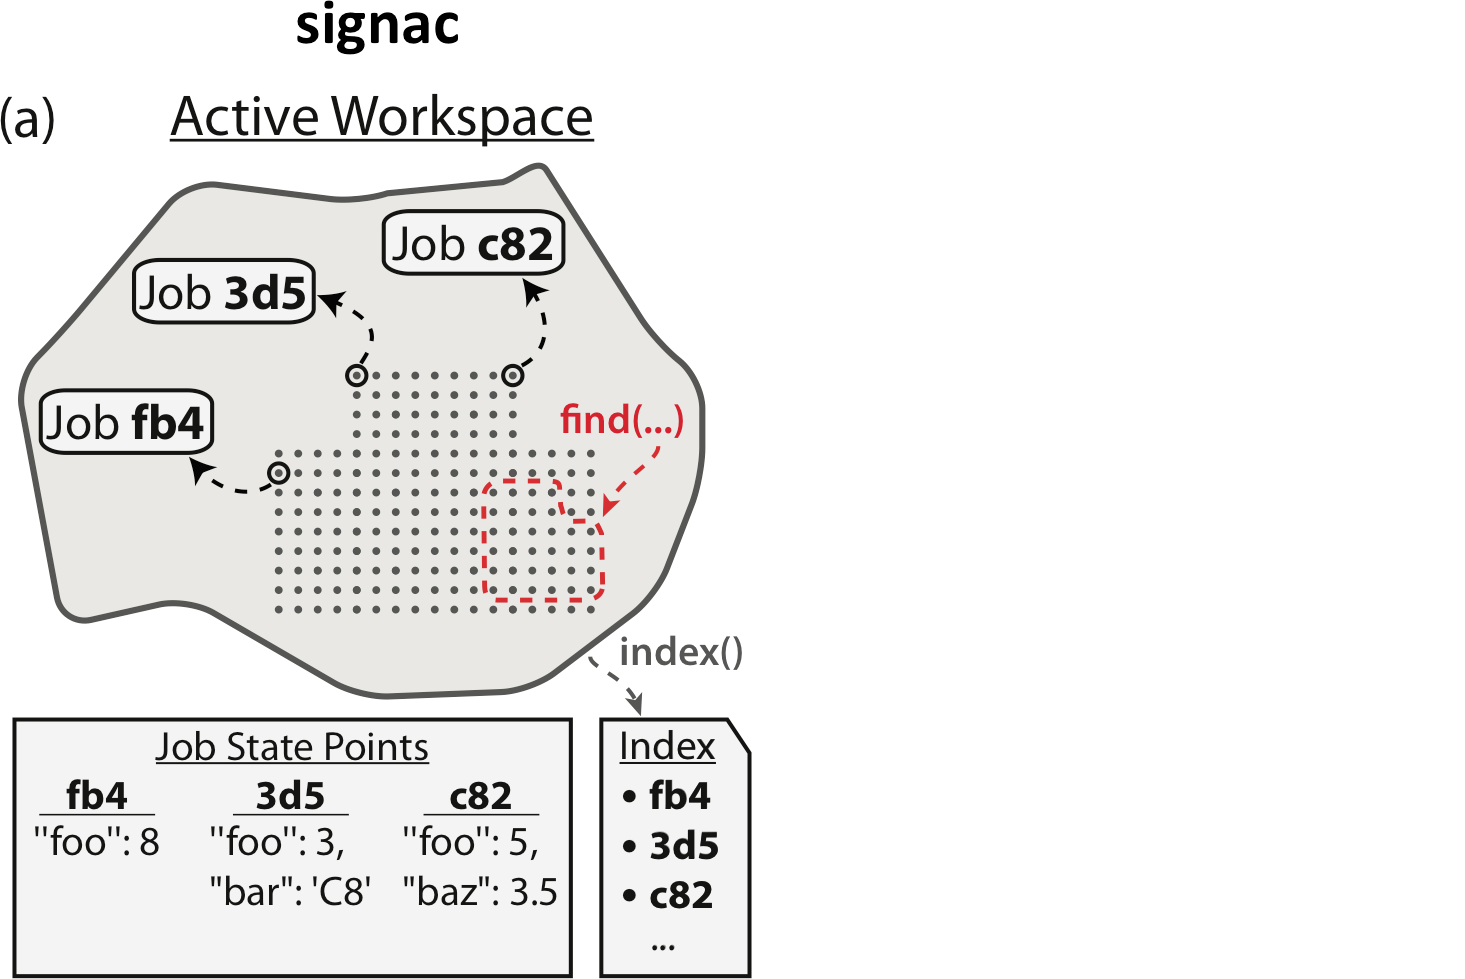 signac
(a)
Active Workspace
Job c82
Job 3d5
Job fb4
find(...)
index()
Job State Points
fb4 3d5 c82
"foo": 8 "foo": 3, "foo": 5,
"bar": 'C8' "baz": 3.5
Index
• fb4
• 3d5
• c82
...